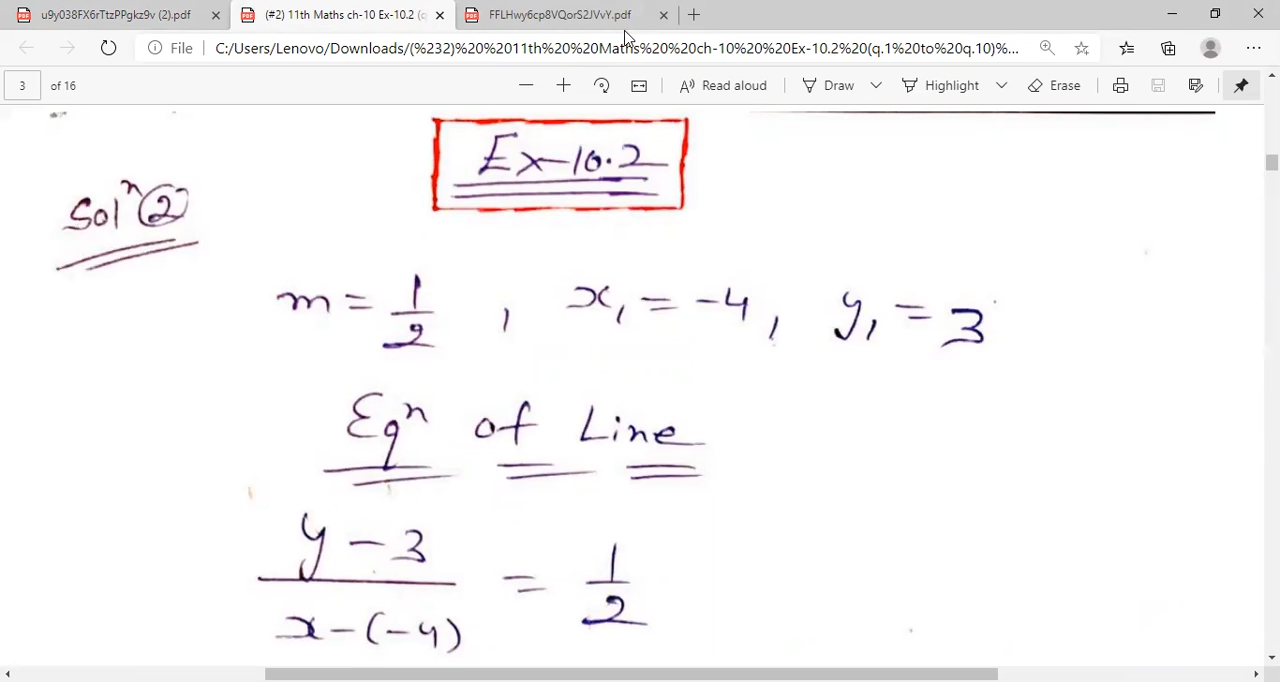 u9y038FX6rTtzPPgkz9v (2).pdf
(#2) 11th Maths ch-10 Ex-10.2 (q
FFLHwy6cp8VQorS2JVvY.pdf
File C:/Users/Lenovo/Downloads/(%232)%20%2011th%20%20Maths%20%20ch-10%20%20Ex-10.2%20(q.1%20to%20q.10)%...
3 of 16 Read aloud Draw Highlight Erase
Ex-10.2
Solⁿ ②
m = 1/2 , x₁ = -4, y₁ = 3
Eqⁿ of Line
y - 3
x - (-4) = 1/2